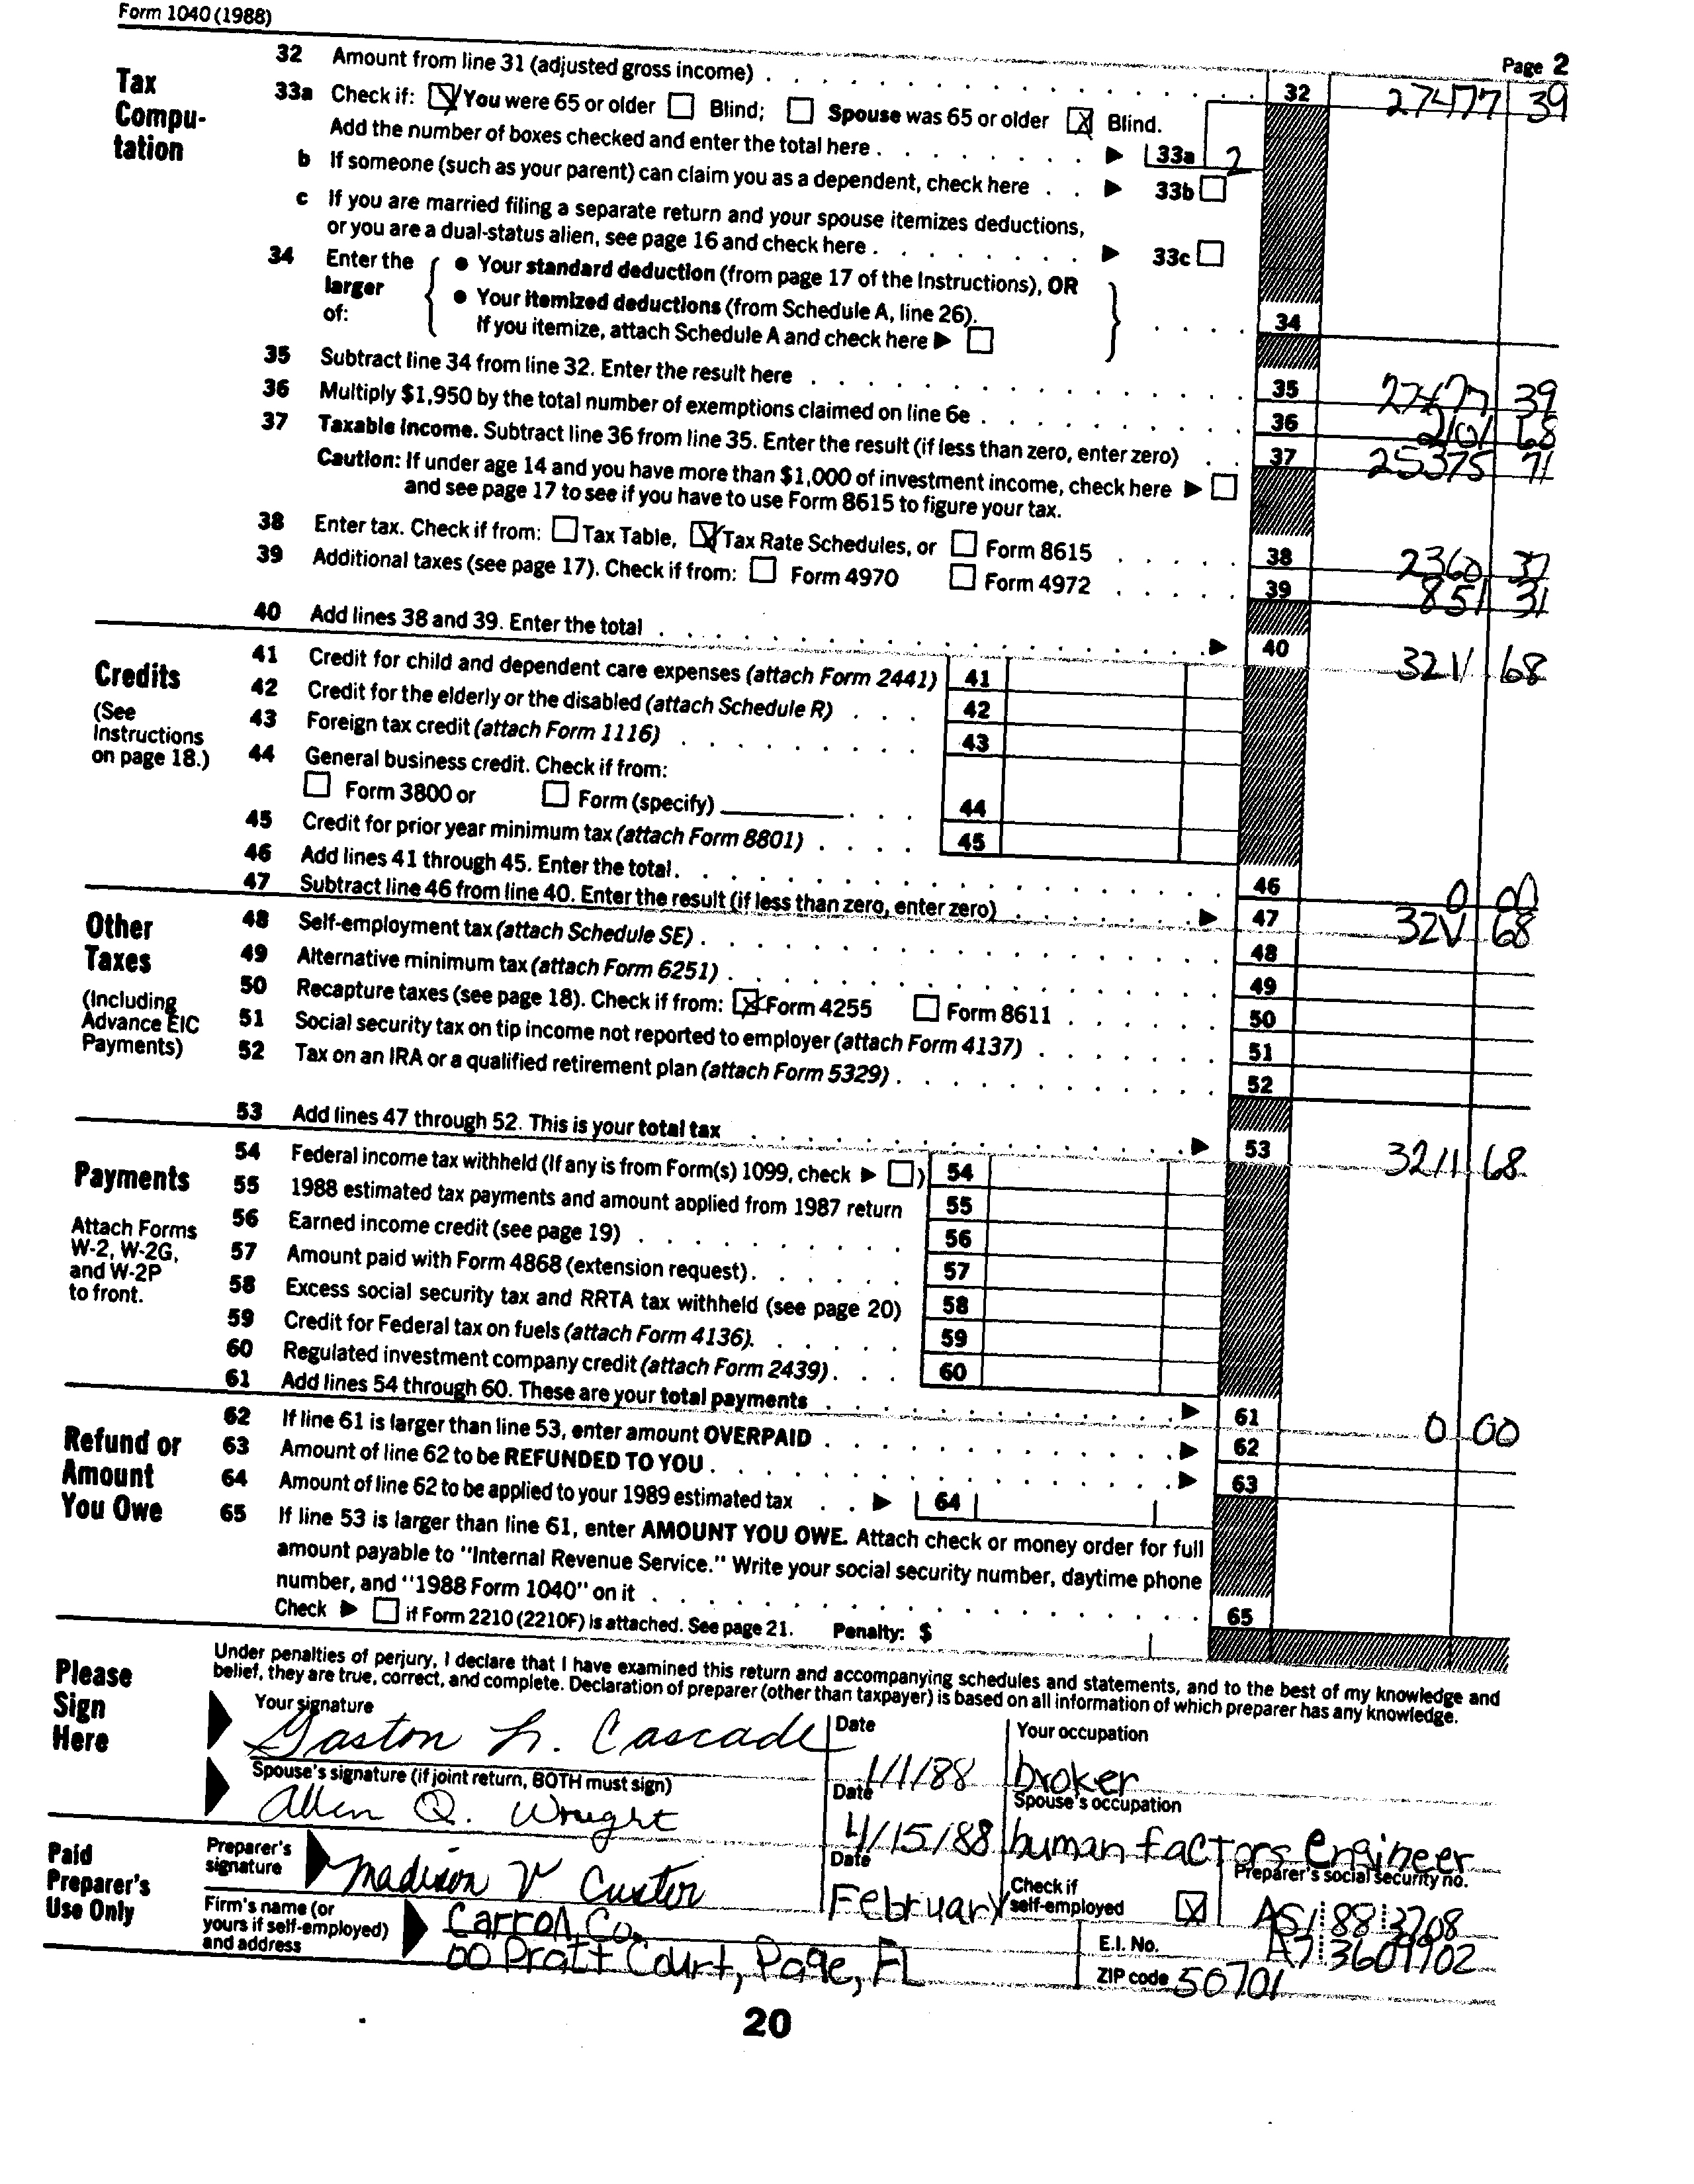 Form 1040 (1988)
Page 2
Tax Compu-tation
32 Amount from line 31 (adjusted gross income) 32 27477 39
33a Check if: You were 65 or older Blind; Spouse was 65 or older Blind.
Add the number of boxes checked and enter the total here 33a 2
b If someone (such as your parent) can claim you as a dependent, check here 33b
c If you are married filing a separate return and your spouse itemizes deductions,
or you are a dual-status alien, see page 16 and check here 33c
34 Enter the larger of:
● Your standard deduction (from page 17 of the Instructions), OR
● Your itemized deductions (from Schedule A, line 26).
If you itemize, attach Schedule A and check here 34
35 Subtract line 34 from line 32. Enter the result here 35 27477 39
36 Multiply $1,950 by the total number of exemptions claimed on line 6e 36 2101 68
37 Taxable income. Subtract line 36 from line 35. Enter the result (if less than zero, enter zero) 37 25375 71
Caution: If under age 14 and you have more than $1,000 of investment income, check here
and see page 17 to see if you have to use Form 8615 to figure your tax.
38 Enter tax. Check if from: Tax Table, Tax Rate Schedules, or Form 8615 38 2360 37
39 Additional taxes (see page 17). Check if from: Form 4970 Form 4972 39 851 31
40 Add lines 38 and 39. Enter the total 40 3211 68
Credits
(See Instructions on page 18.)
41 Credit for child and dependent care expenses (attach Form 2441) 41
42 Credit for the elderly or the disabled (attach Schedule R) 42
43 Foreign tax credit (attach Form 1116) 43
44 General business credit. Check if from:
Form 3800 or Form (specify) 44
45 Credit for prior year minimum tax (attach Form 8801) 45
46 Add lines 41 through 45. Enter the total. 46 0 00
47 Subtract line 46 from line 40. Enter the result (if less than zero, enter zero) 47 3211 68
Other Taxes
(Including Advance EIC Payments)
48 Self-employment tax (attach Schedule SE) 48
49 Alternative minimum tax (attach Form 6251) 49
50 Recapture taxes (see page 18). Check if from: Form 4255 Form 8611 50
51 Social security tax on tip income not reported to employer (attach Form 4137) 51
52 Tax on an IRA or a qualified retirement plan (attach Form 5329) 52
53 Add lines 47 through 52. This is your total tax 53 3211 68
Payments
Attach Forms W-2, W-2G, and W-2P to front.
54 Federal income tax withheld (If any is from Form(s) 1099, check ) 54
55 1988 estimated tax payments and amount applied from 1987 return 55
56 Earned income credit (see page 19) 56
57 Amount paid with Form 4868 (extension request) 57
58 Excess social security tax and RRTA tax withheld (see page 20) 58
59 Credit for Federal tax on fuels (attach Form 4136). 59
60 Regulated investment company credit (attach Form 2439) 60
61 Add lines 54 through 60. These are your total payments 61 0 00
Refund or Amount You Owe
62 If line 61 is larger than line 53, enter amount OVERPAID 62
63 Amount of line 62 to be REFUNDED TO YOU 63
64 Amount of line 62 to be applied to your 1989 estimated tax 64
65 If line 53 is larger than line 61, enter AMOUNT YOU OWE. Attach check or money order for full
amount payable to "Internal Revenue Service." Write your social security number, daytime phone
number, and "1988 Form 1040" on it 65
Check if Form 2210 (2210F) is attached. See page 21. Penalty: $
Please Sign Here
Under penalties of perjury, I declare that I have examined this return and accompanying schedules and statements, and to the best of my knowledge and
belief, they are true, correct, and complete. Declaration of preparer (other than taxpayer) is based on all information of which preparer has any knowledge.
Your signature Date Your occupation
Gaston L. Cascade 1/1/88 broker
Spouse's signature (if joint return, BOTH must sign) Date Spouse's occupation
Allen Q. Wright 4/15/88 human factors engineer
Paid Preparer's Use Only
Preparer's signature Date Check if self-employed Preparer's social security no.
Madison V Custer February AS1 88 3208
Firm's name (or yours if self-employed) and address
Carron Co. E.I. No. A7 3609902
00 Pratt Court, Page, FL ZIP code 50701
20